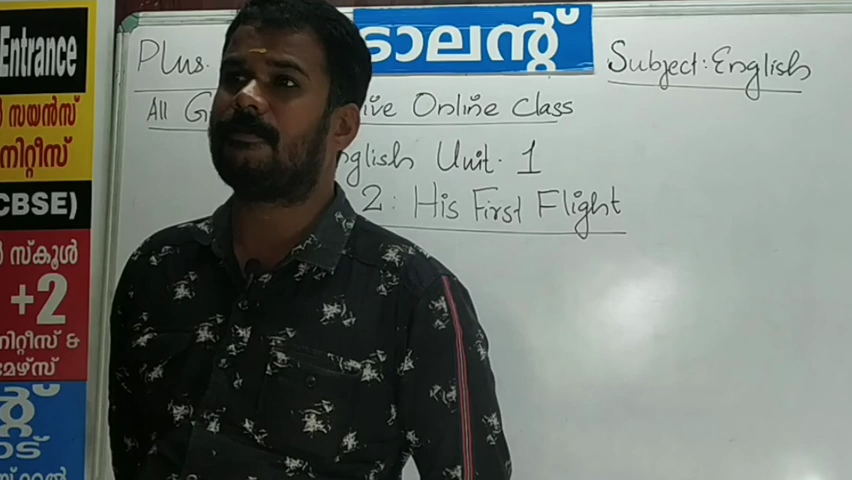 Entrance
സയൻസ്
നിറ്റീസ്
CBSE)
സ്കൂൾ
+2
നിറ്റീസ് &
മേഴ്സ്
ടാലന്റ്
Plus.
Subject: English
All G ive Online Class
nglish Unit. 1
2: His First Flight